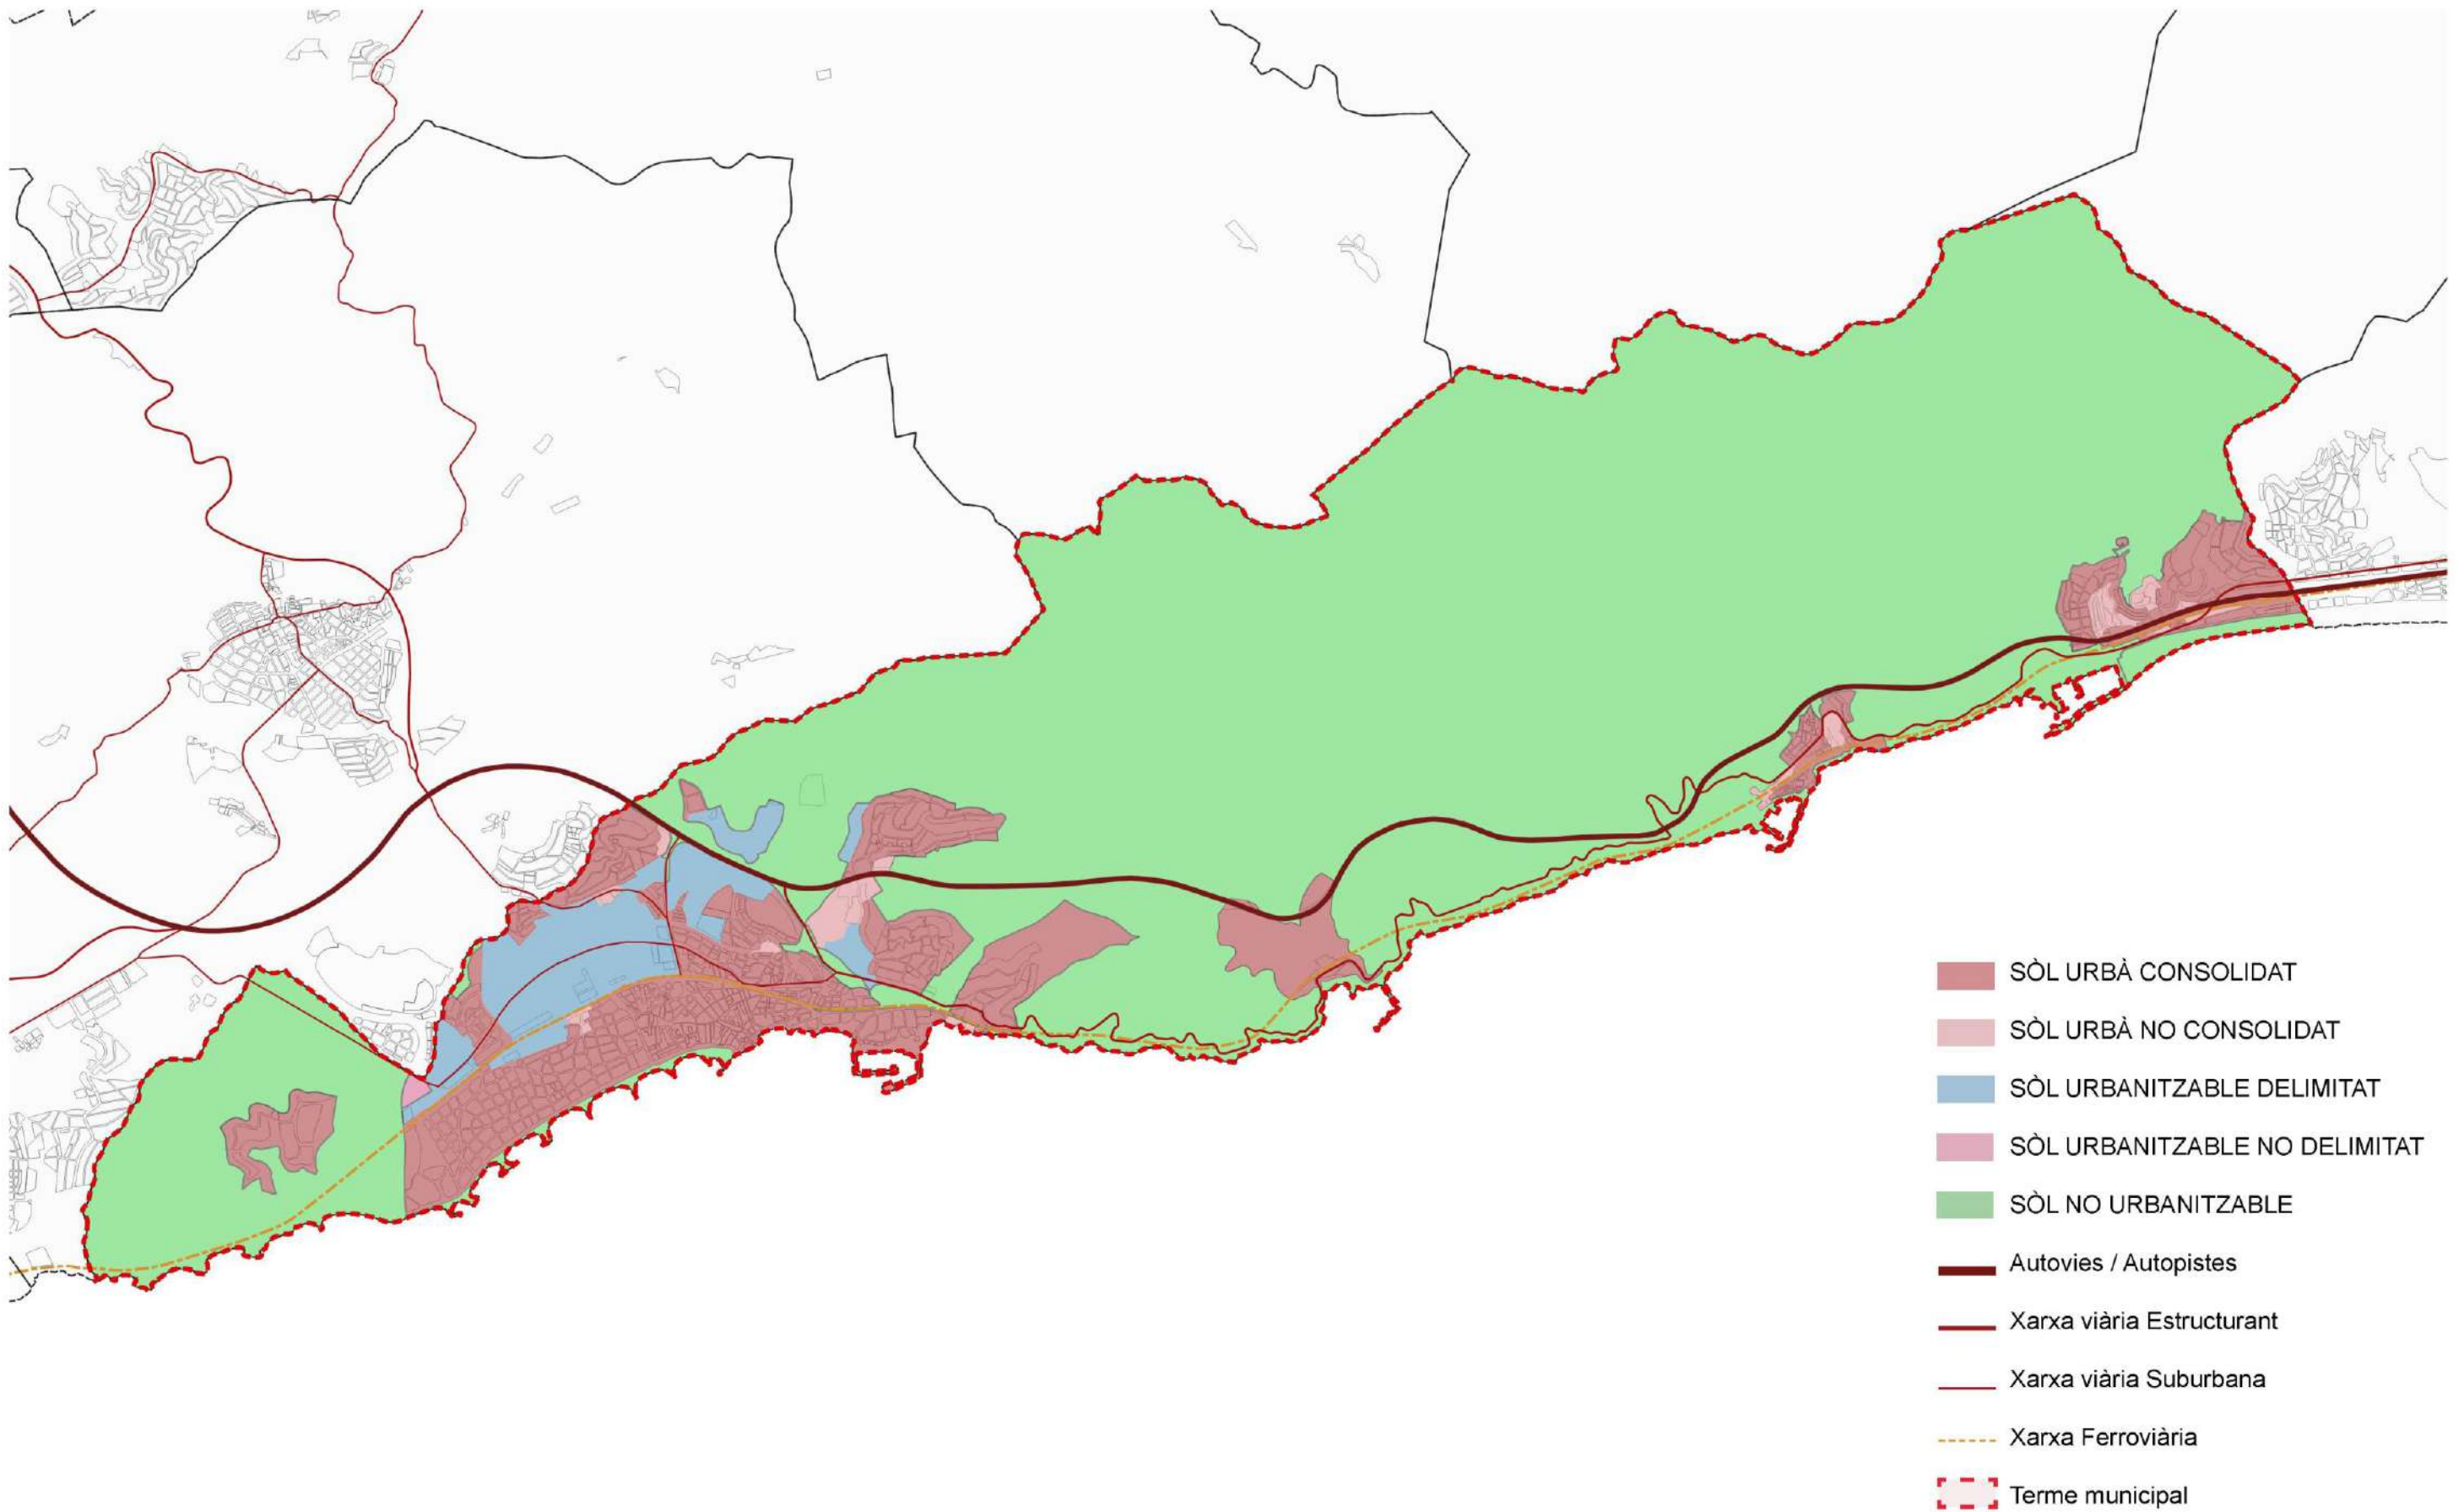 SÒL URBÀ CONSOLIDAT
SÒL URBÀ NO CONSOLIDAT
SÒL URBANITZABLE DELIMITAT
SÒL URBANITZABLE NO DELIMITAT
SÒL NO URBANITZABLE
Autovies / Autopistes
Xarxa viària Estructurant
Xarxa viària Suburbana
Xarxa Ferroviària
Terme municipal